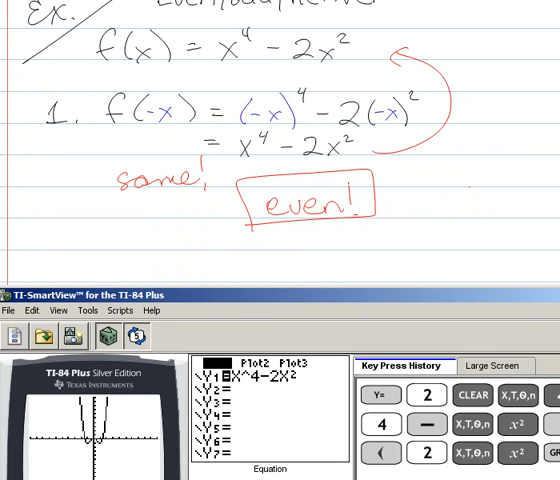 Ex.
f(x) = x⁴ - 2x²
1. f(-x) = (-x)⁴ - 2(-x)²
= x⁴ - 2x²
same!
even!
TI-SmartView for the TI-84 Plus
File Edit View Tools Scripts Help
TI-84 Plus Silver Edition
TEXAS INSTRUMENTS
Plot2 Plot3
\Y1=X^4-2X²
\Y2=
\Y3=
\Y4=
\Y5=
\Y6=
\Y7=
Equation
Key Press History Large Screen
Y= 2 CLEAR X,T,Θ,n
4 - X,T,Θ,n x²
( 2 X,T,Θ,n x² GR